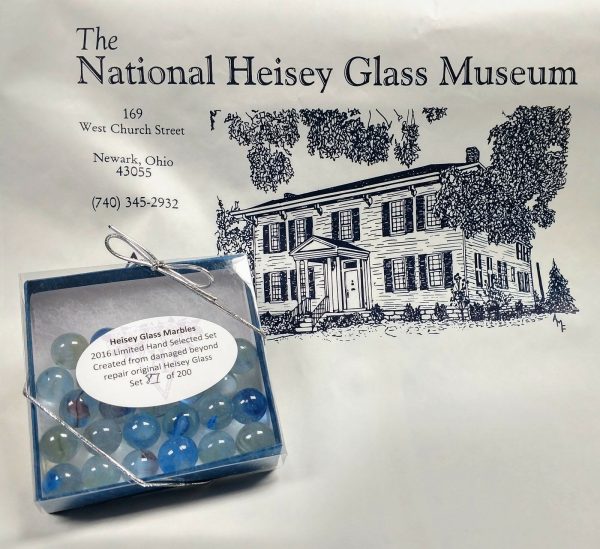 The
National Heisey Glass Museum
169
West Church Street
Newark, Ohio
43055
(740) 345-2932
Heisey Glass Marbles
2016 Limited Hand Selected Set
Created from damaged beyond
repair original Heisey Glass
Set of 200